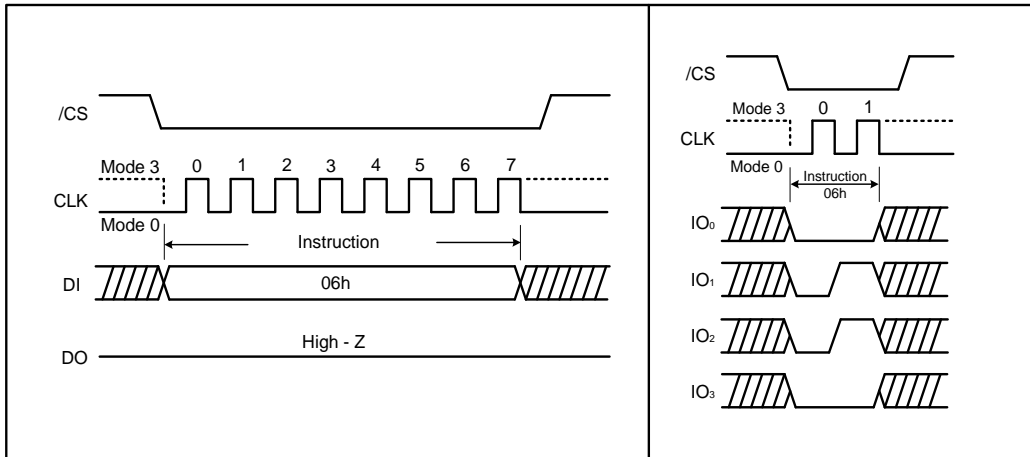 /CS
Mode 3
0 1 2 3 4 5 6 7
CLK
Mode 0
Instruction
DI
06h
High - Z
DO
/CS
Mode 3
0 1
CLK
Mode 0
Instruction
06h
IO₀
IO₁
IO₂
IO₃